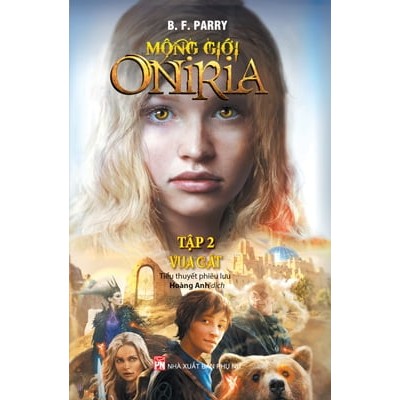 B. F. PARRY
MỘNG GIỚI
ONIRIA
TẬP 2
VUA CÁT
Tiểu thuyết phiêu lưu
Hoàng Anh dịch
PN NHÀ XUẤT BẢN PHỤ NỮ